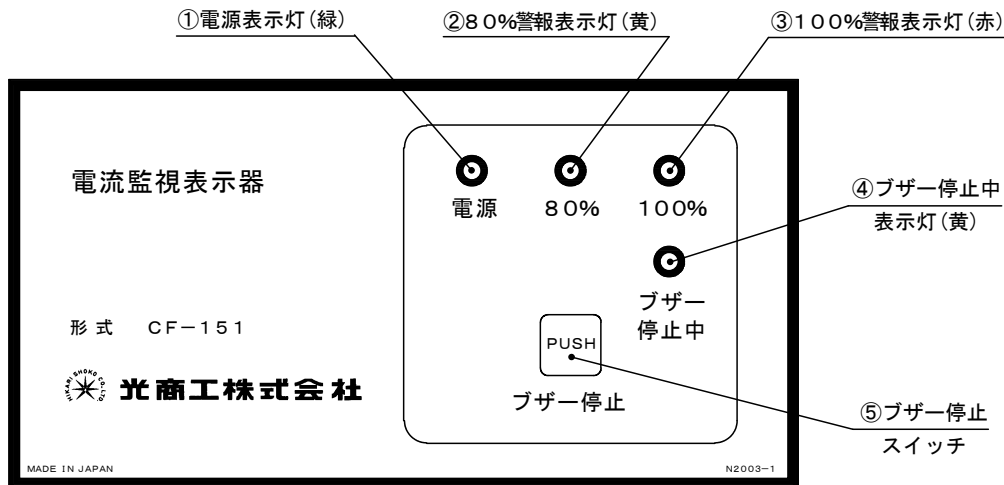 ①電源表示灯(緑)
②80%警報表示灯(黄)
③100%警報表示灯(赤)
電流監視表示器
電源
80%
100%
④ブザー停止中
表示灯(黄)
ブザー
停止中
形式 CF-151
PUSH
HIKARI SHOKO CO.,LTD.
光商工株式会社
ブザー停止
⑤ブザー停止
スイッチ
MADE IN JAPAN
N2003-1